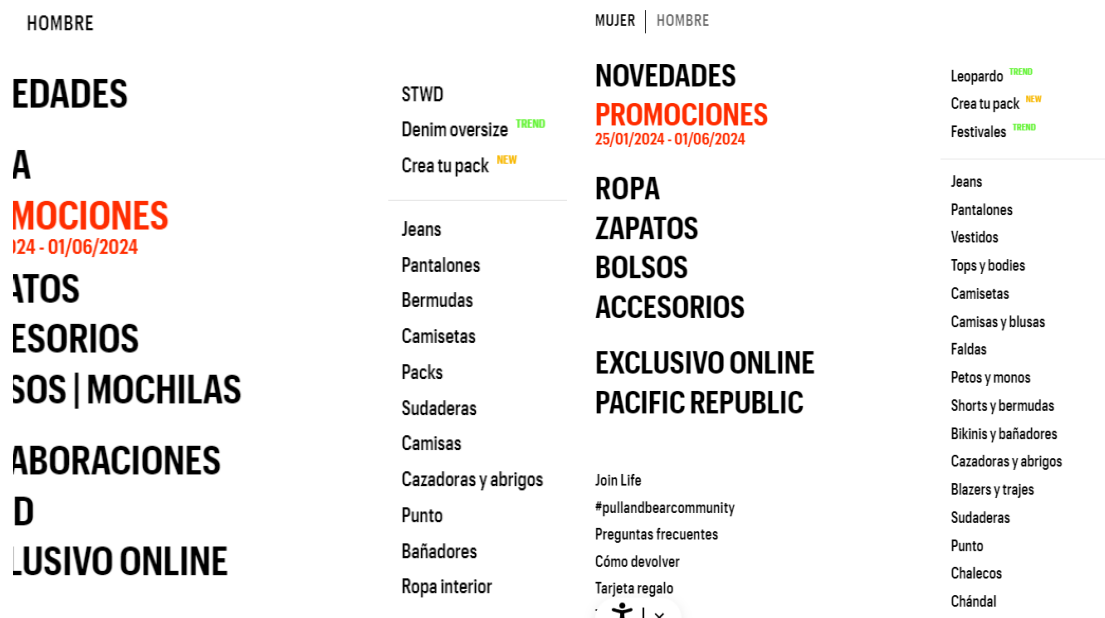 HOMBRE
EDADES
A
MOCIONES
024 - 01/06/2024
ATOS
ESORIOS
SOS | MOCHILAS
ABORACIONES
D
LUSIVO ONLINE
STWD
Denim oversize TREND
Crea tu pack NEW
Jeans
Pantalones
Bermudas
Camisetas
Packs
Sudaderas
Camisas
Cazadoras y abrigos
Punto
Bañadores
Ropa interior
MUJER | HOMBRE
NOVEDADES
PROMOCIONES
25/01/2024 - 01/06/2024
ROPA
ZAPATOS
BOLSOS
ACCESORIOS
EXCLUSIVO ONLINE
PACIFIC REPUBLIC
Join Life
#pullandbearcommunity
Preguntas frecuentes
Cómo devolver
Tarjeta regalo
Leopardo TREND
Crea tu pack NEW
Festivales TREND
Jeans
Pantalones
Vestidos
Tops y bodies
Camisetas
Camisas y blusas
Faldas
Petos y monos
Shorts y bermudas
Bikinis y bañadores
Cazadoras y abrigos
Blazers y trajes
Sudaderas
Punto
Chalecos
Chándal